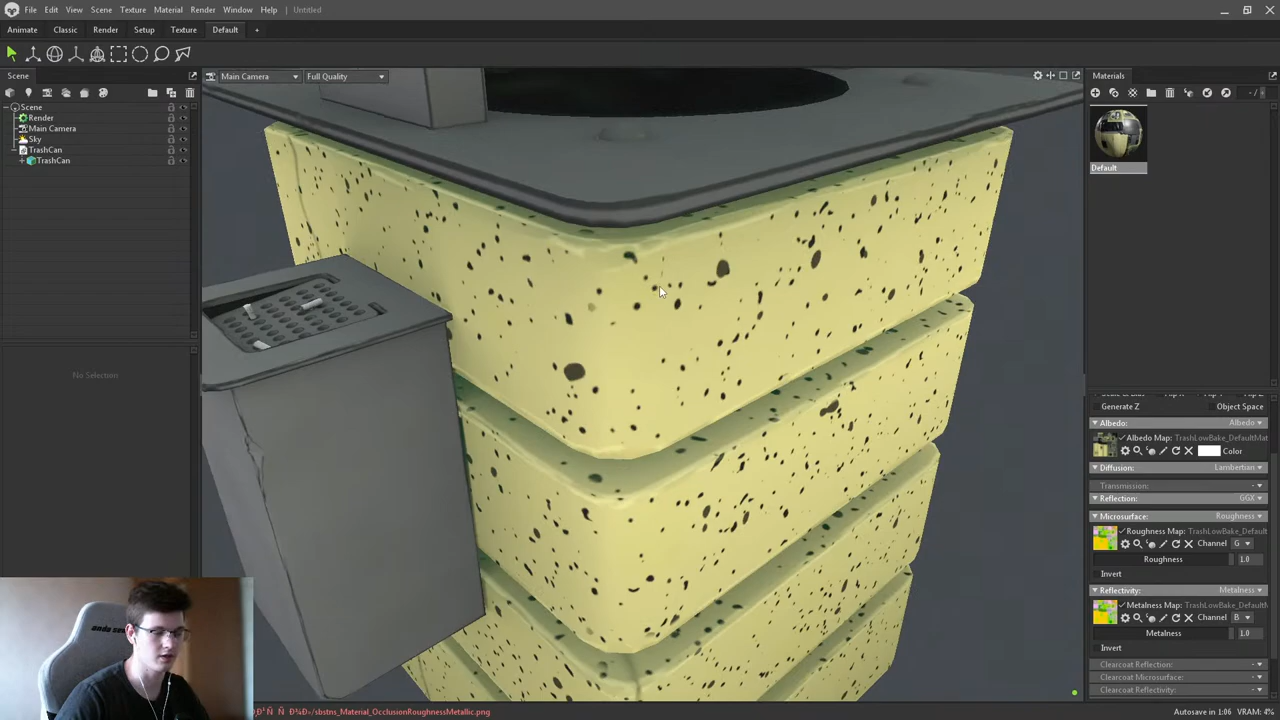 File Edit View Scene Texture Material Render Window Help Untitled
Animate Classic Render Setup Texture Default +
Scene
Main Camera Full Quality
Materials
Scene
Render
Main Camera
Sky
TrashCan
TrashCan
Default
No Selection
Generate Z Object Space
Albedo: Albedo
Albedo Map: TrashLowBake_DefaultMat
Color
Diffusion: Lambertian
Transmission:
Reflection: GGX
Microsurface: Roughness
Roughness Map: TrashLowBake_Default
Channel G
Roughness 1.0
Invert
Reflectivity: Metalness
Metalness Map: TrashLowBake_Default
Channel B
Metalness 1.0
Invert
Clearcoat Reflection:
Clearcoat Microsurface:
Clearcoat Reflectivity:
/sbstns_Material_OcclusionRoughnessMetallic.png
Autosave in 1:06 VRAM: 4%